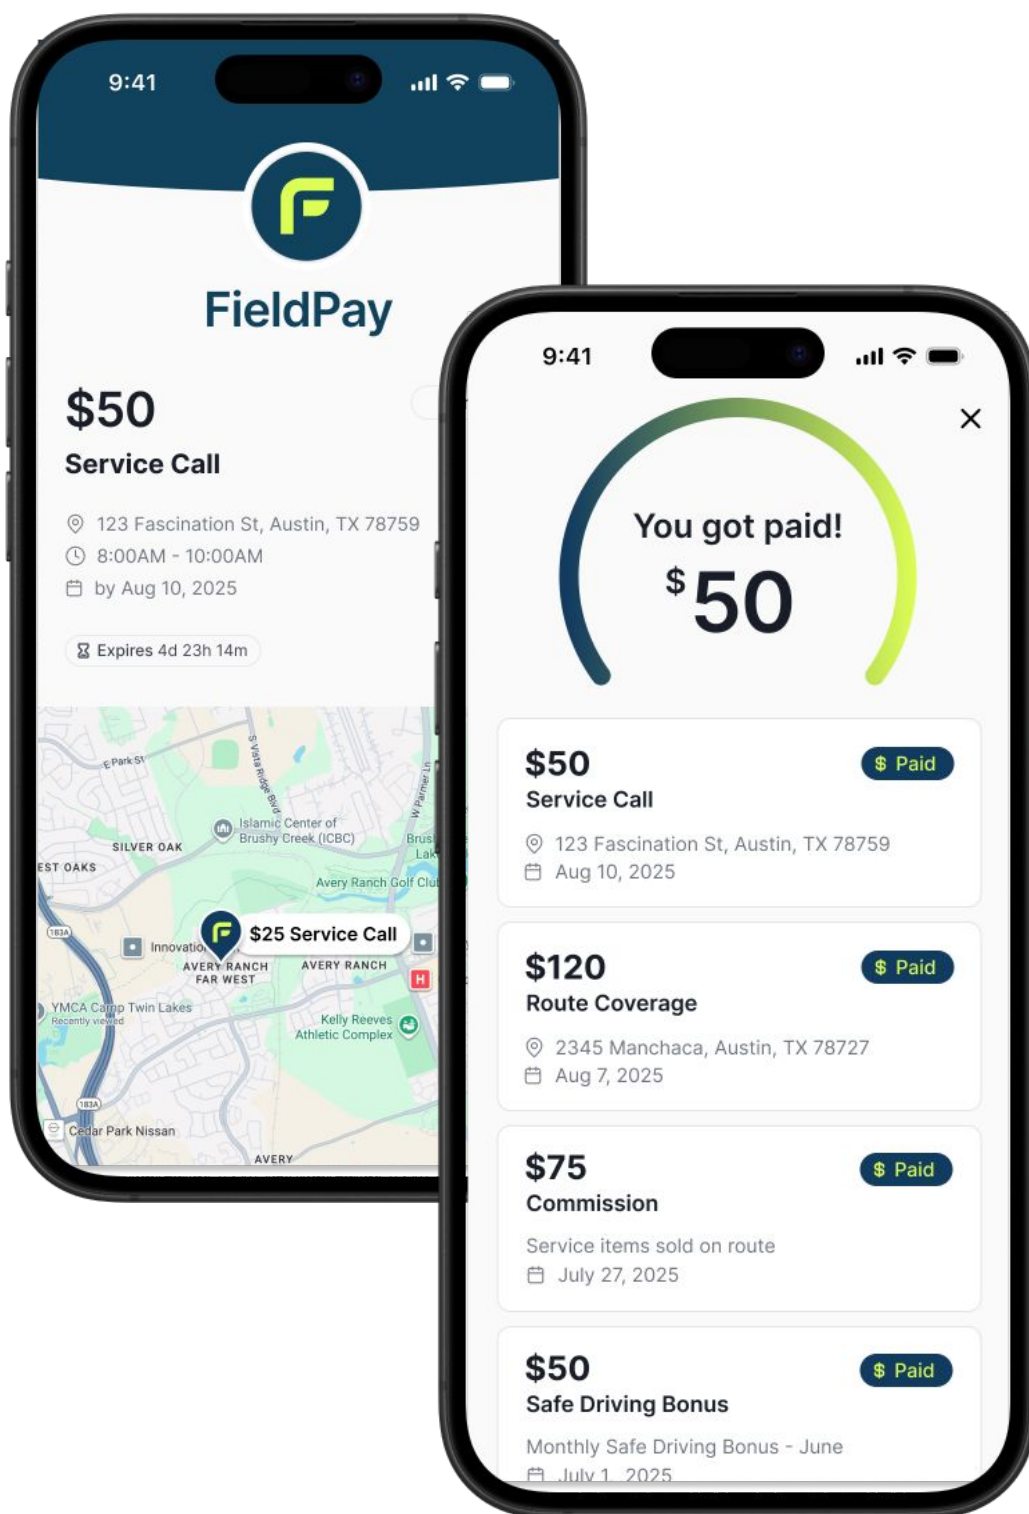 9:41
FieldPay
$50
Service Call
123 Fascination St, Austin, TX 78759
8:00AM - 10:00AM
by Aug 10, 2025
Expires 4d 23h 14m
E Park St
S Vista Ridge Blvd
W Parmer Ln
Islamic Center of
Brushy Creek (ICBC)
SILVER OAK
EST OAKS
Avery Ranch Golf Clu
183A
$25 Service Call
AVERY RANCH
FAR WEST
AVERY RANCH
H
YMCA Camp Twin Lakes
Recently viewed
Kelly Reeves
Athletic Complex
183A
Cedar Park Nissan
AVERY
9:41
You got paid!
$50
$50
$ Paid
Service Call
123 Fascination St, Austin, TX 78759
Aug 10, 2025
$120
$ Paid
Route Coverage
2345 Manchaca, Austin, TX 78727
Aug 7, 2025
$75
$ Paid
Commission
Service items sold on route
July 27, 2025
$50
$ Paid
Safe Driving Bonus
Monthly Safe Driving Bonus - June
July 1, 2025